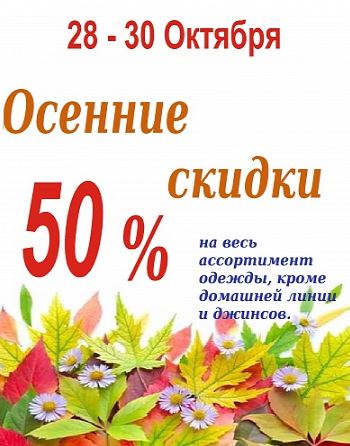 28 - 30 Октября
Осенние
скидки
50 %
на весь
ассортимент
одежды, кроме
домашней линии
и джинсов.